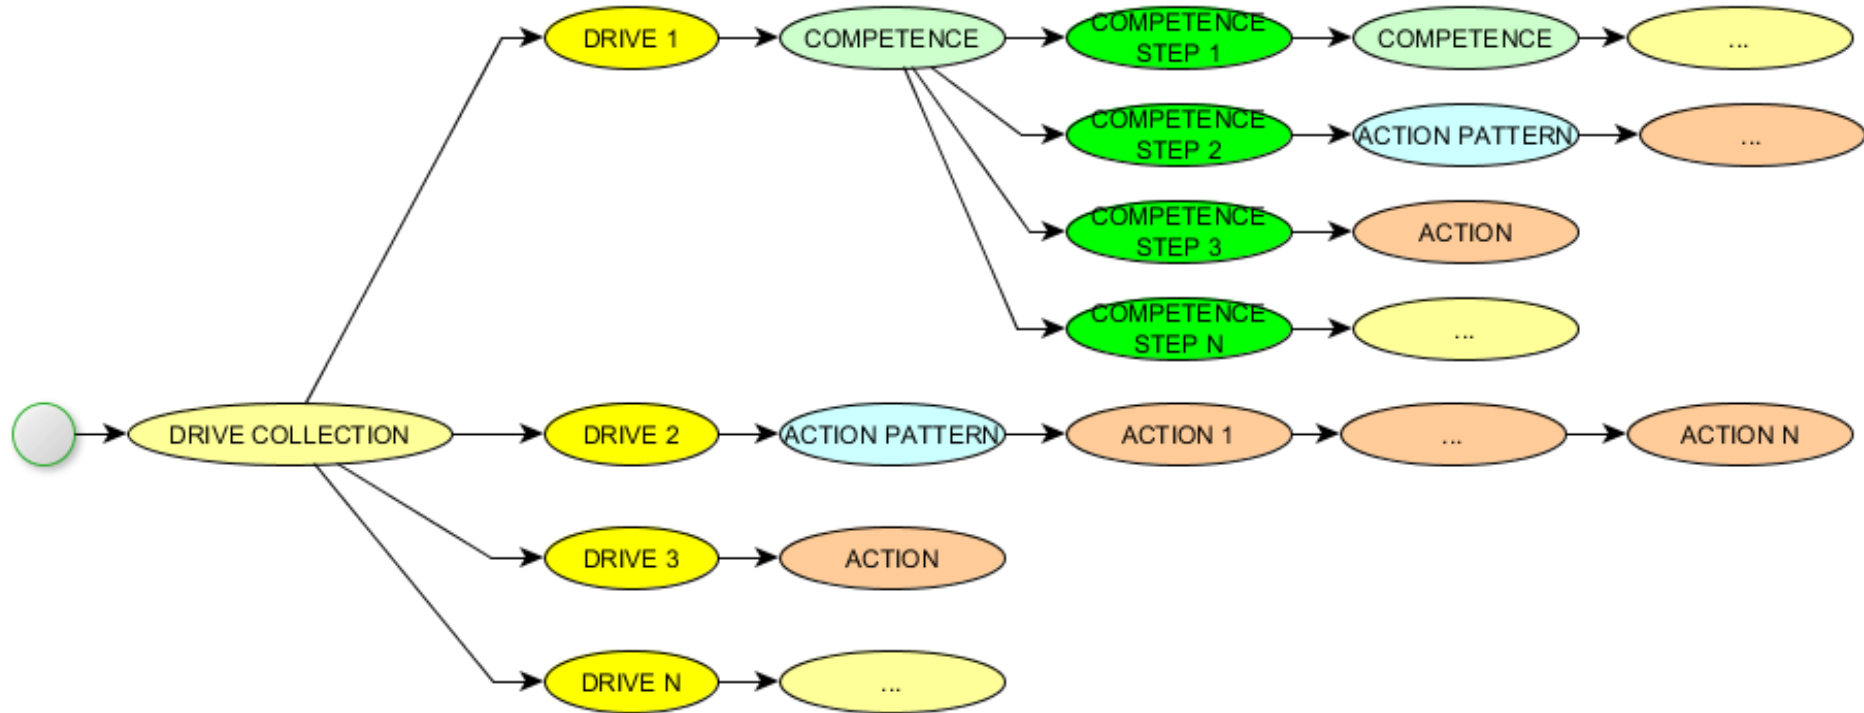 DRIVE 1
COMPETENCE
COMPETENCE
STEP 1
COMPETENCE
...
COMPETENCE
STEP 2
ACTION PATTERN
...
COMPETENCE
STEP 3
ACTION
COMPETENCE
STEP N
...
DRIVE COLLECTION
DRIVE 2
ACTION PATTERN
ACTION 1
...
ACTION N
DRIVE 3
ACTION
DRIVE N
...